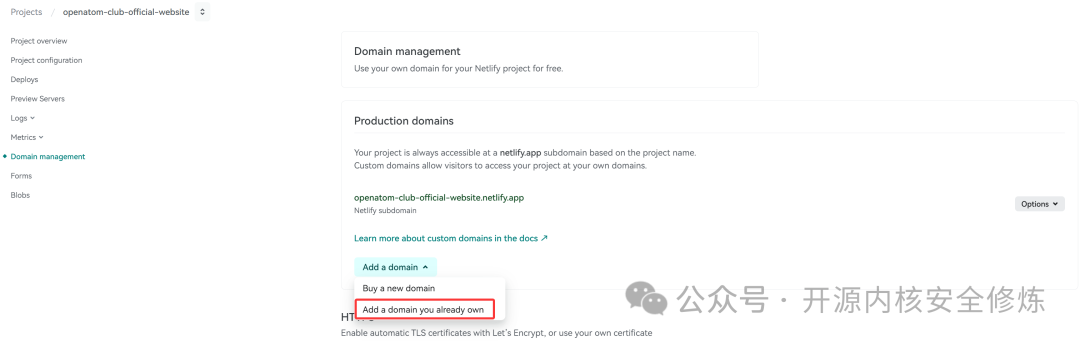 Projects / openatom-club-official-website
Project overview
Project configuration
Deploys
Preview Servers
Logs
Metrics
Domain management
Forms
Blobs
Domain management
Use your own domain for your Netlify project for free.
Production domains
Your project is always accessible at a netlify.app subdomain based on the project name.
Custom domains allow visitors to access your project at your own domains.
openatom-club-official-website.netlify.app
Netlify subdomain
Options
Learn more about custom domains in the docs ↗
Add a domain
Buy a new domain
Add a domain you already own
Enable automatic TLS certificates with Let's Encrypt, or use your own certificate
公众号 · 开源内核安全修炼